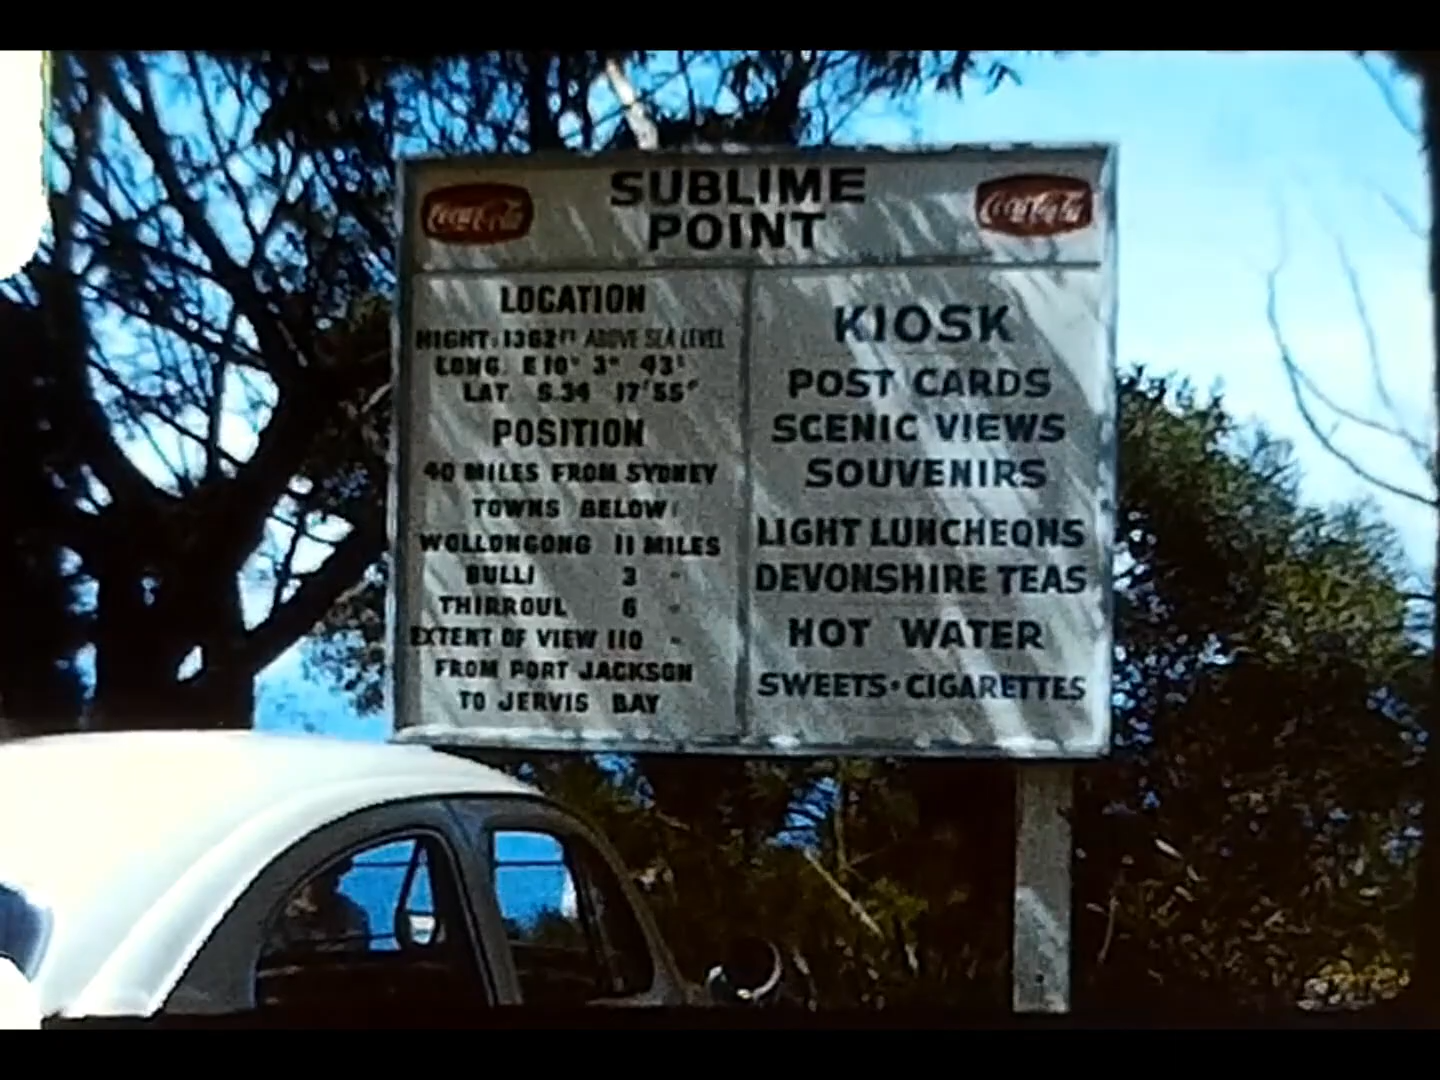 Coca-Cola
SUBLIME
POINT
Coca-Cola
LOCATION
HIGHT: 1362FT ABOVE SEA LEVEL
LONG. E 10° 3" 43'
LAT S.34 17'55"
POSITION
40 MILES FROM SYDNEY
TOWNS BELOW
WOLLONGONG 11 MILES
BULLI 3 "
THIRROUL 6 "
EXTENT OF VIEW 110 "
FROM PORT JACKSON
TO JERVIS BAY
KIOSK
POST CARDS
SCENIC VIEWS
SOUVENIRS
LIGHT LUNCHEONS
DEVONSHIRE TEAS
HOT WATER
SWEETS · CIGARETTES